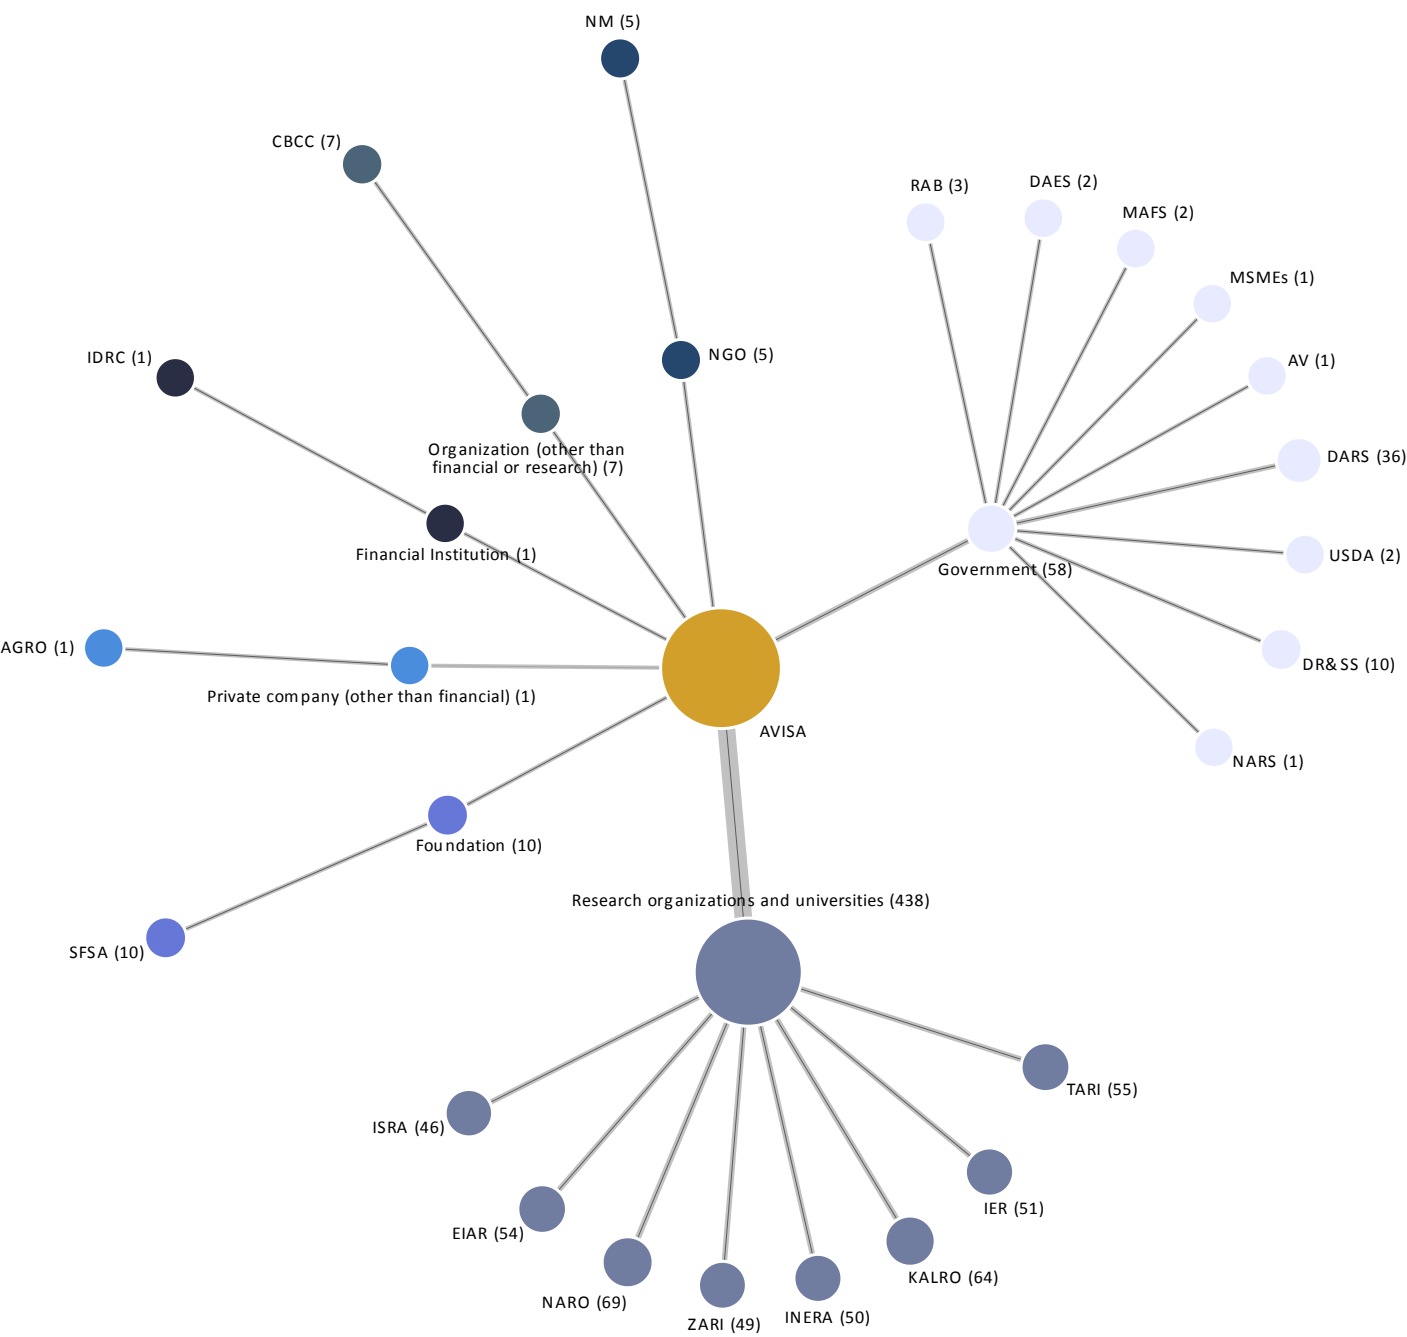 NM (5)
CBCC (7)
RAB (3)
DAES (2)
MAFS (2)
MSMEs (1)
IDRC (1)
NGO (5)
AV (1)
Organization (other than
financial or research) (7)
DARS (36)
Financial Institution (1)
Government (58)
USDA (2)
AGRO (1)
Private company (other than financial) (1)
DR&SS (10)
AVISA
NARS (1)
Foundation (10)
SFSA (10)
Research organizations and universities (438)
ISRA (46)
TARI (55)
EIAR (54)
IER (51)
NARO (69)
KALRO (64)
ZARI (49)
INERA (50)